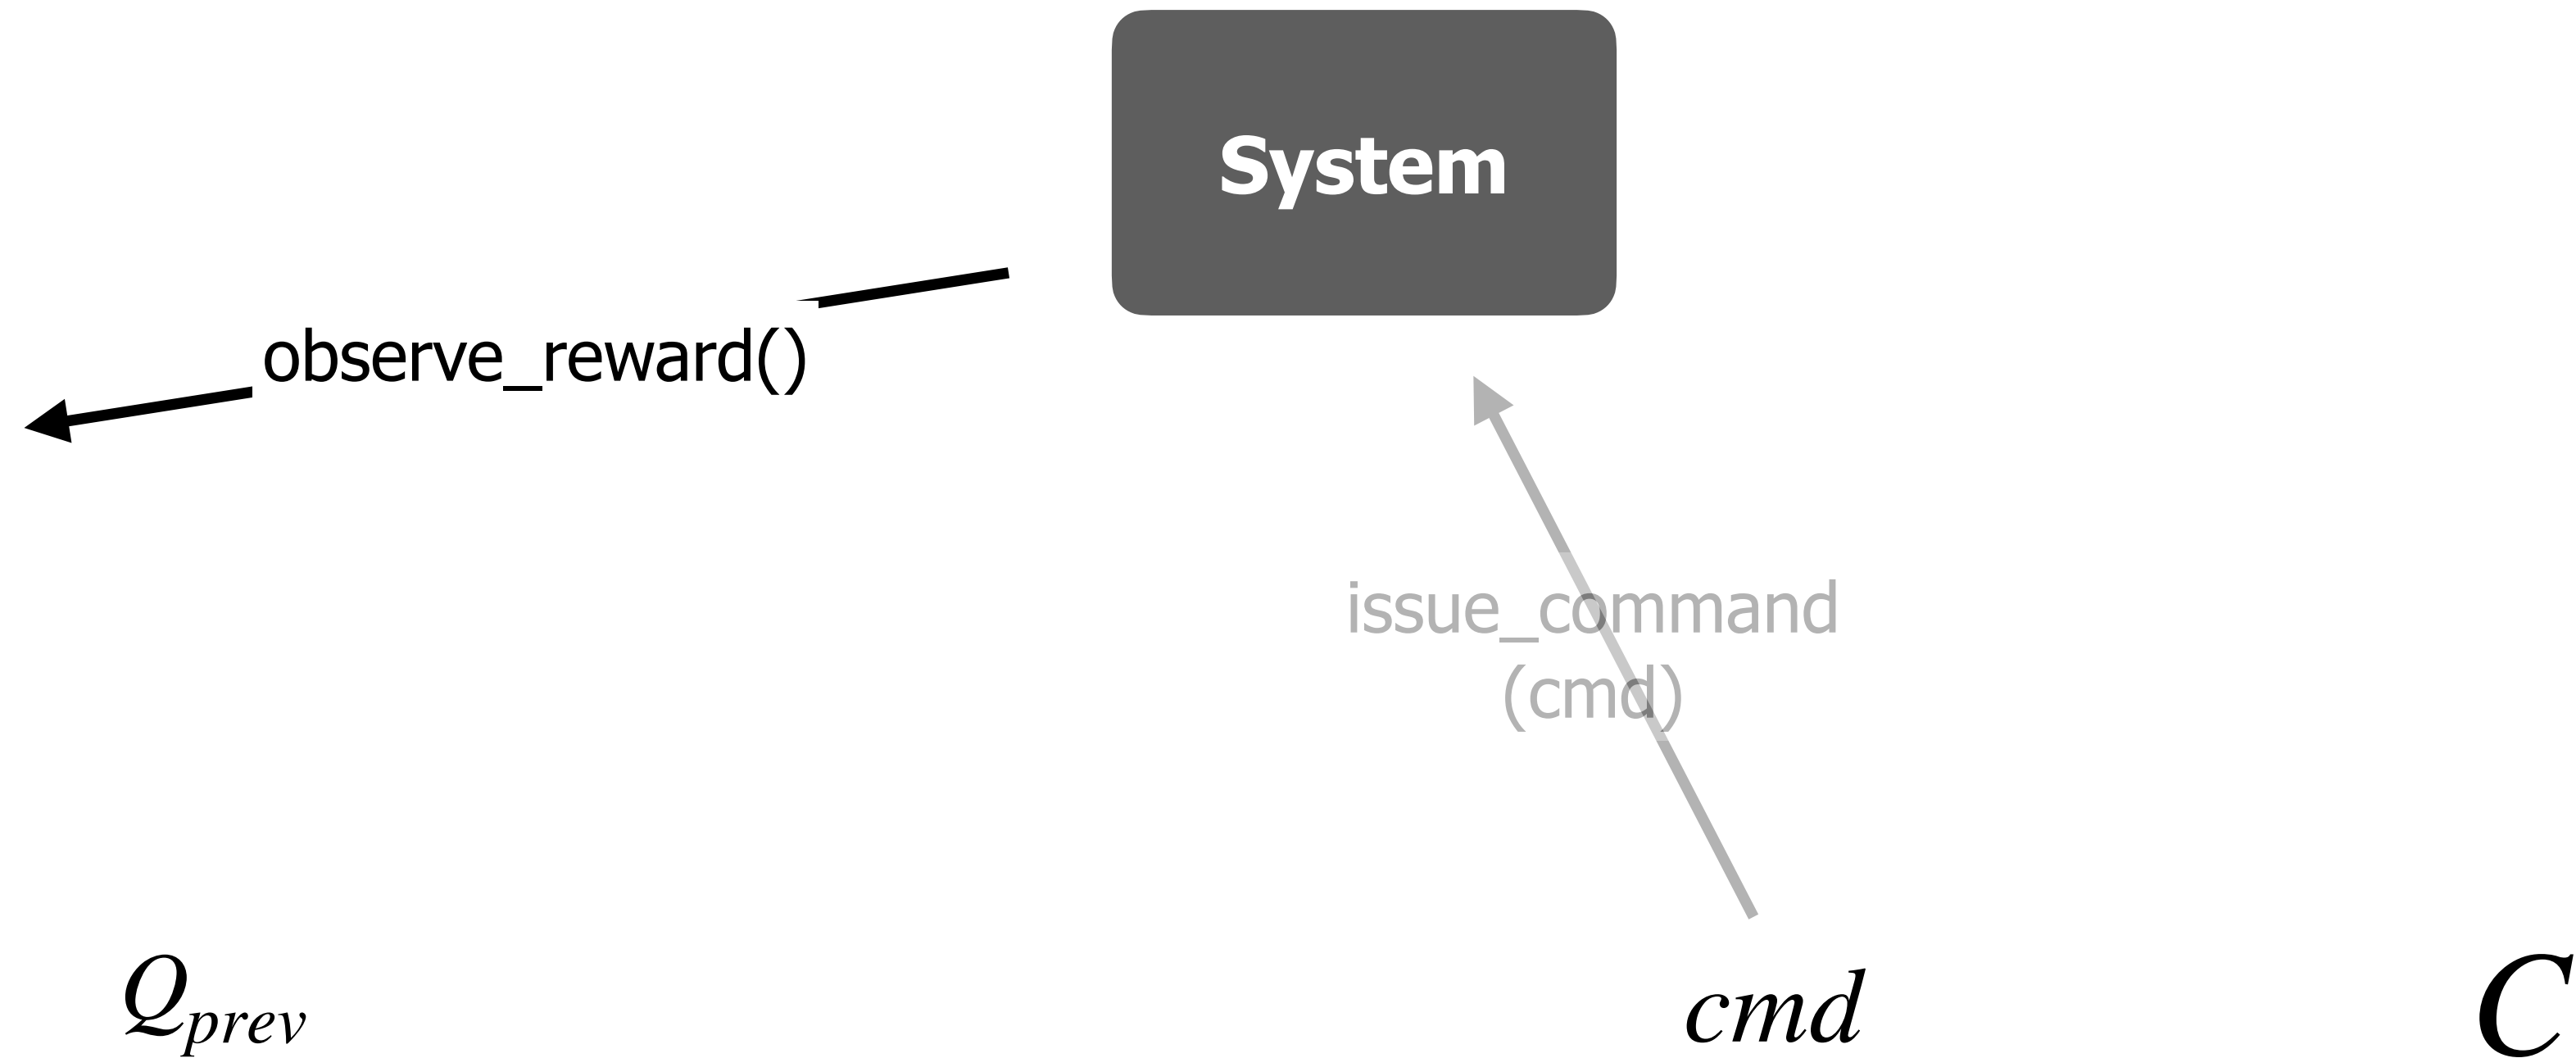 System
observe_reward()
issue_command
(cmd)
Q_prev
cmd
C